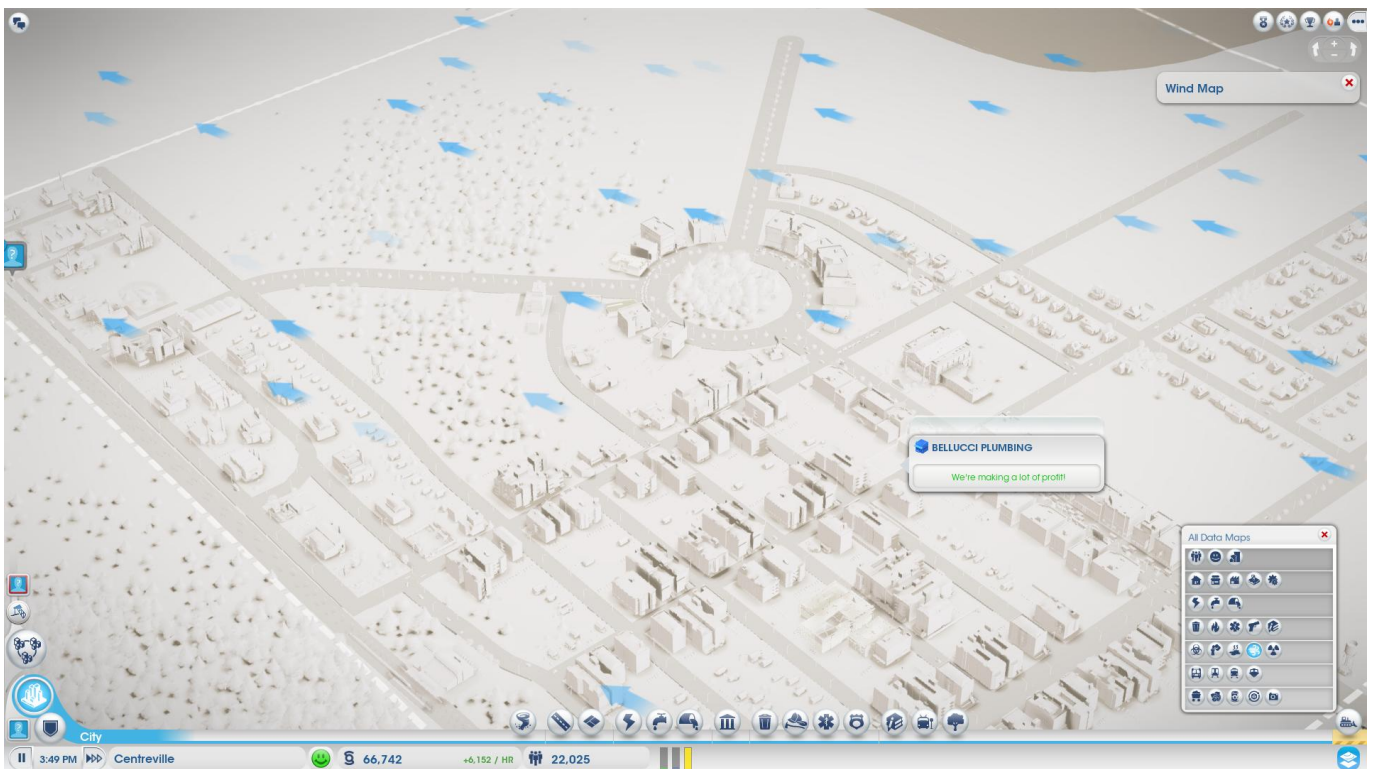 Wind Map
BELLUCCI PLUMBING
We're making a lot of profit!
All Data Maps
City
3:49 PM
Centreville
66,742
+6,152 / HR
22,025